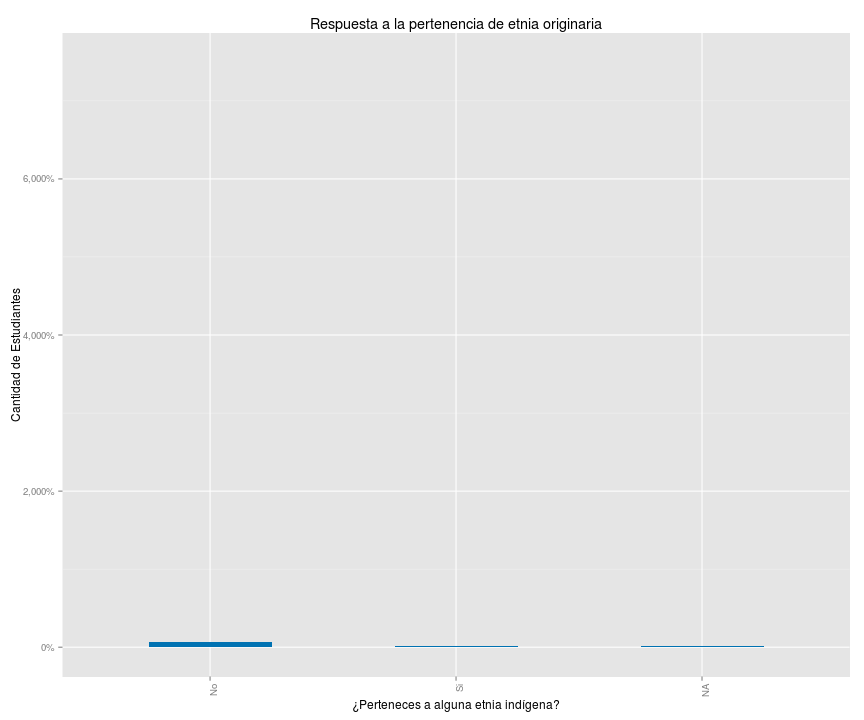 Respuesta a la pertenencia de etnia originaria
Cantidad de Estudiantes
6,000%
4,000%
2,000%
0%
No
Si
NA
¿Perteneces a alguna etnia indígena?